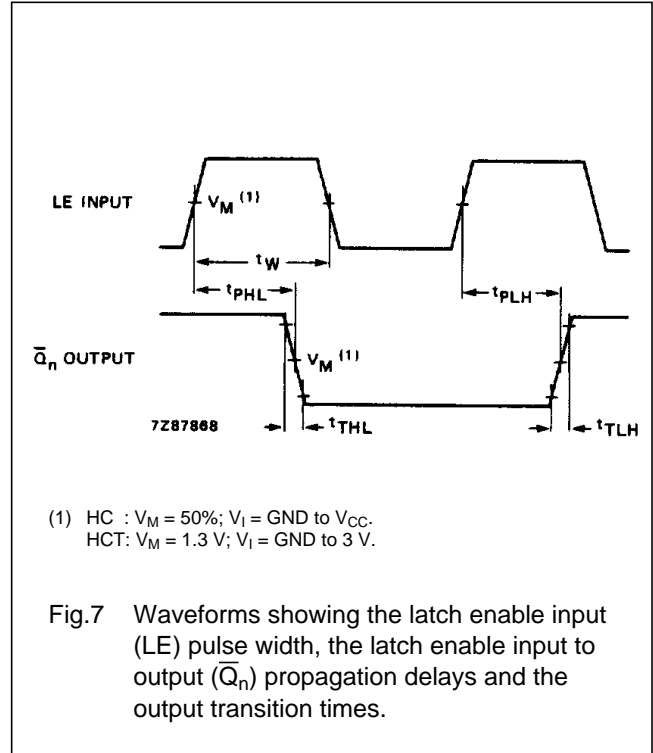 LE INPUT
V_M (1)
t_W
t_PHL
t_PLH
Q̅n OUTPUT
V_M (1)
7Z87868
t_THL
t_TLH
(1) HC : V_M = 50%; V_I = GND to V_CC.
HCT: V_M = 1.3 V; V_I = GND to 3 V.
Fig.7 Waveforms showing the latch enable input
(LE) pulse width, the latch enable input to
output (Q̅n) propagation delays and the
output transition times.